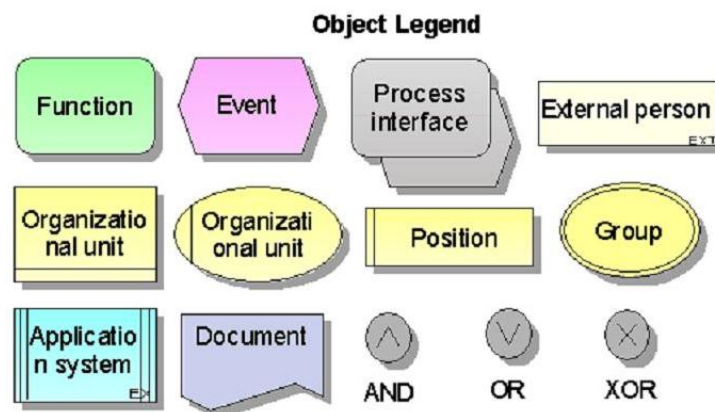 Object Legend
Function
Event
Process
interface
External person
EXT
Organizatio
nal unit
Organizati
onal unit
Position
Group
Applicatio
n system
EX
Document
AND
OR
XOR